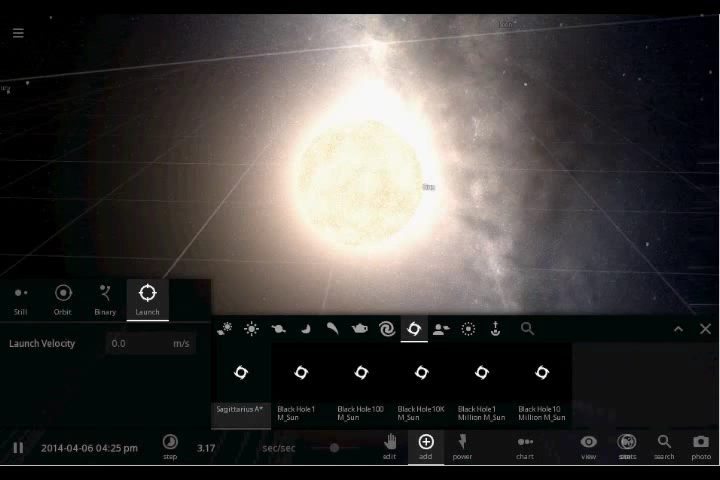 Sun
Still
Orbit
Binary
Launch
Launch Velocity
0.0
m/s
Sagittarius A*
Black Hole 1
M_Sun
Black Hole 100
M_Sun
Black Hole 10K
M_Sun
Black Hole 1
Million M_Sun
Black Hole 10
Million M_Sun
2014-04-06 04:25 pm
step
3.17
sec/sec
edit
add
power
chart
view
search
photo